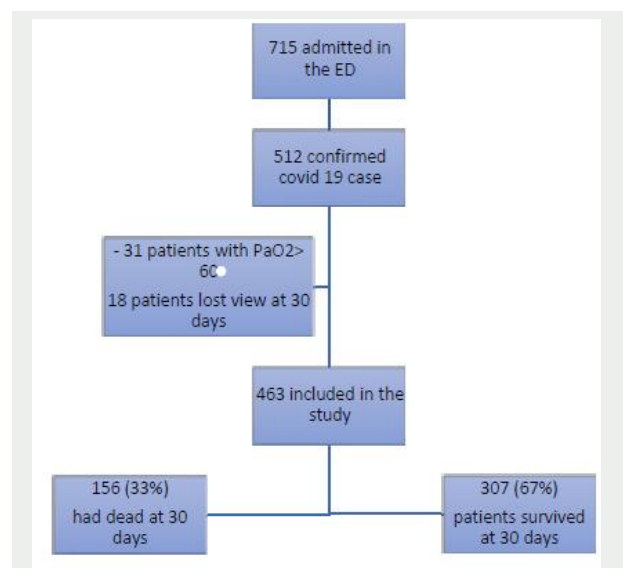 715 admitted in
the ED
512 confirmed
covid 19 case
- 31 patients with PaO2>
60
18 patients lost view at 30
days
463 included in the
study
156 (33%)
had dead at 30
days
307 (67%)
patients survived
at 30 days